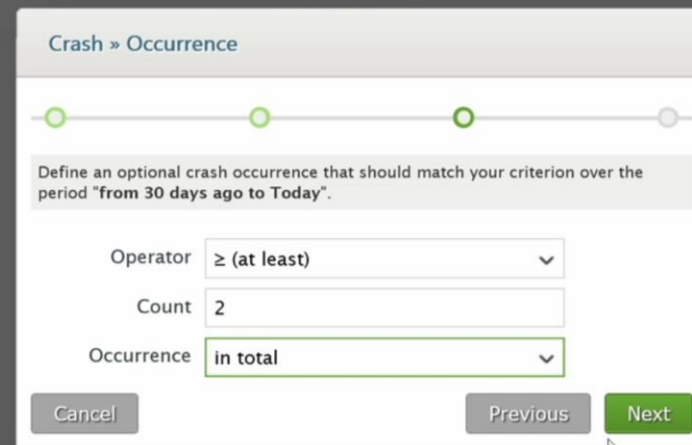 Crash » Occurrence
Define an optional crash occurrence that should match your criterion over the
period "from 30 days ago to Today".
Operator ≥ (at least)
Count 2
Occurrence in total
Cancel Previous Next